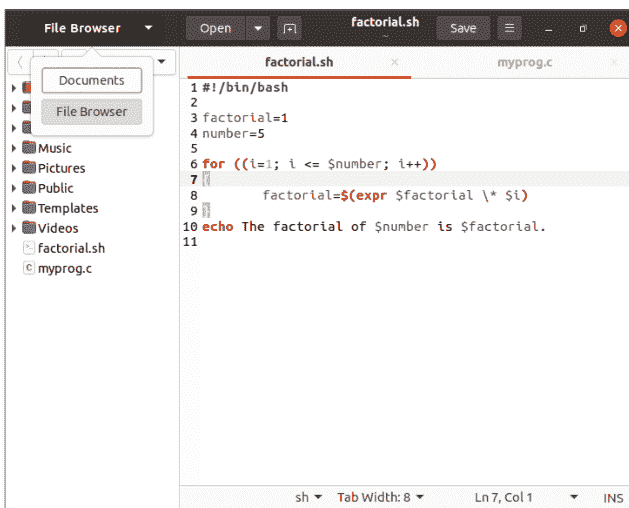 File Browser
Open
factorial.sh
~
Save
Documents
File Browser
Music
Pictures
Public
Templates
Videos
factorial.sh
myprog.c
factorial.sh
myprog.c
1 #!/bin/bash
2
3 factorial=1
4 number=5
5
6 for ((i=1; i <= $number; i++))
7 {
8 factorial=$(expr $factorial \* $i)
9 }
10 echo The factorial of $number is $factorial.
11
sh Tab Width: 8 Ln 7, Col 1 INS